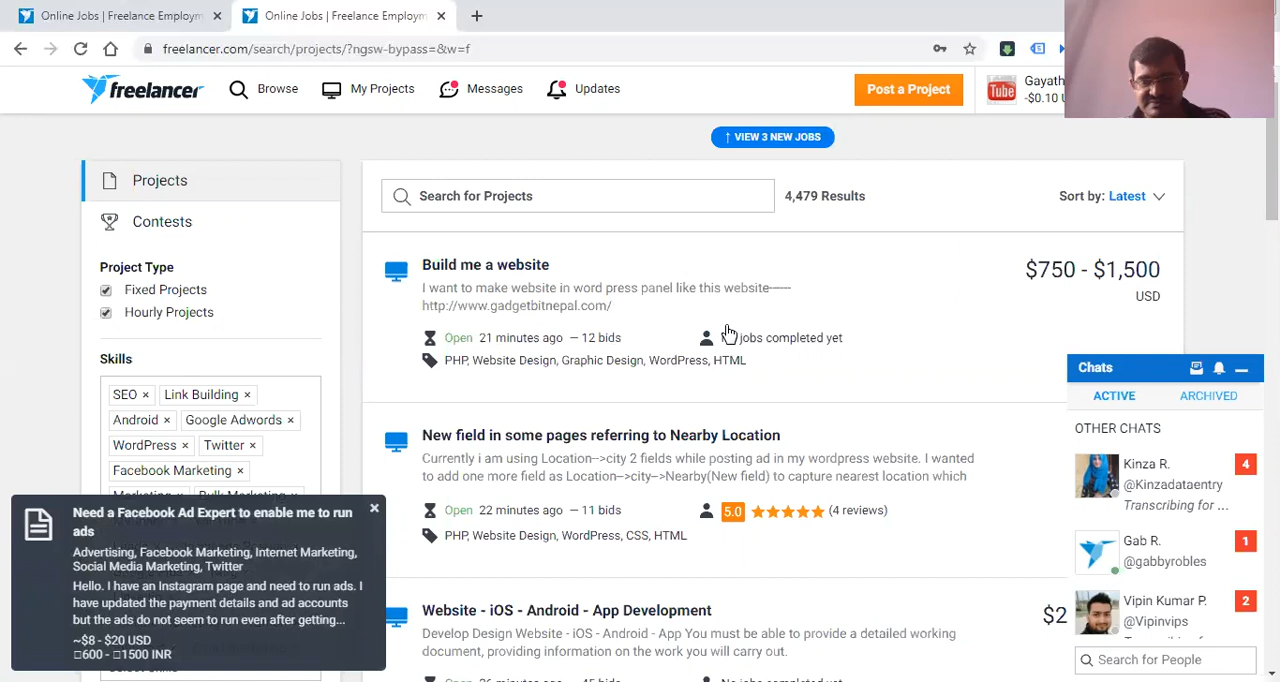 Online Jobs | Freelance Employm
Online Jobs | Freelance Employm
freelancer.com/search/projects/?ngsw-bypass=&w=f
freelancer
Browse
My Projects
Messages
Updates
Post a Project
Tube
Gayath
-$0.10
↑ VIEW 3 NEW JOBS
Projects
Contests
Project Type
Fixed Projects
Hourly Projects
Skills
SEO × Link Building ×
Android × Google Adwords ×
WordPress × Twitter ×
Facebook Marketing ×
Search for Projects
4,479 Results
Sort by: Latest
Build me a website
$750 - $1,500
USD
I want to make website in word press panel like this website------
http://www.gadgetbitnepal.com/
Open 21 minutes ago – 12 bids
jobs completed yet
PHP, Website Design, Graphic Design, WordPress, HTML
New field in some pages referring to Nearby Location
Currently i am using Location-->city 2 fields while posting ad in my wordpress website. I wanted
to add one more field as Location-->city-->Nearby(New field) to capture nearest location which
Open 22 minutes ago – 11 bids
5.0 (4 reviews)
PHP, Website Design, WordPress, CSS, HTML
Website - iOS - Android - App Development
$2
Develop Design Website - iOS - Android - App You must be able to provide a detailed working
document, providing information on the work you will carry out.
Need a Facebook Ad Expert to enable me to run
ads
Advertising, Facebook Marketing, Internet Marketing,
Social Media Marketing, Twitter
Hello. I have an Instagram page and need to run ads. I
have updated the payment details and ad accounts
but the ads do not seem to run even after getting...
~$8 - $20 USD
□600 - □1500 INR
Chats
ACTIVE
ARCHIVED
OTHER CHATS
Kinza R.
4
@Kinzadataentry
Transcribing for ...
Gab R.
1
@gabbyrobles
Vipin Kumar P.
2
@Vipinvips
Search for People